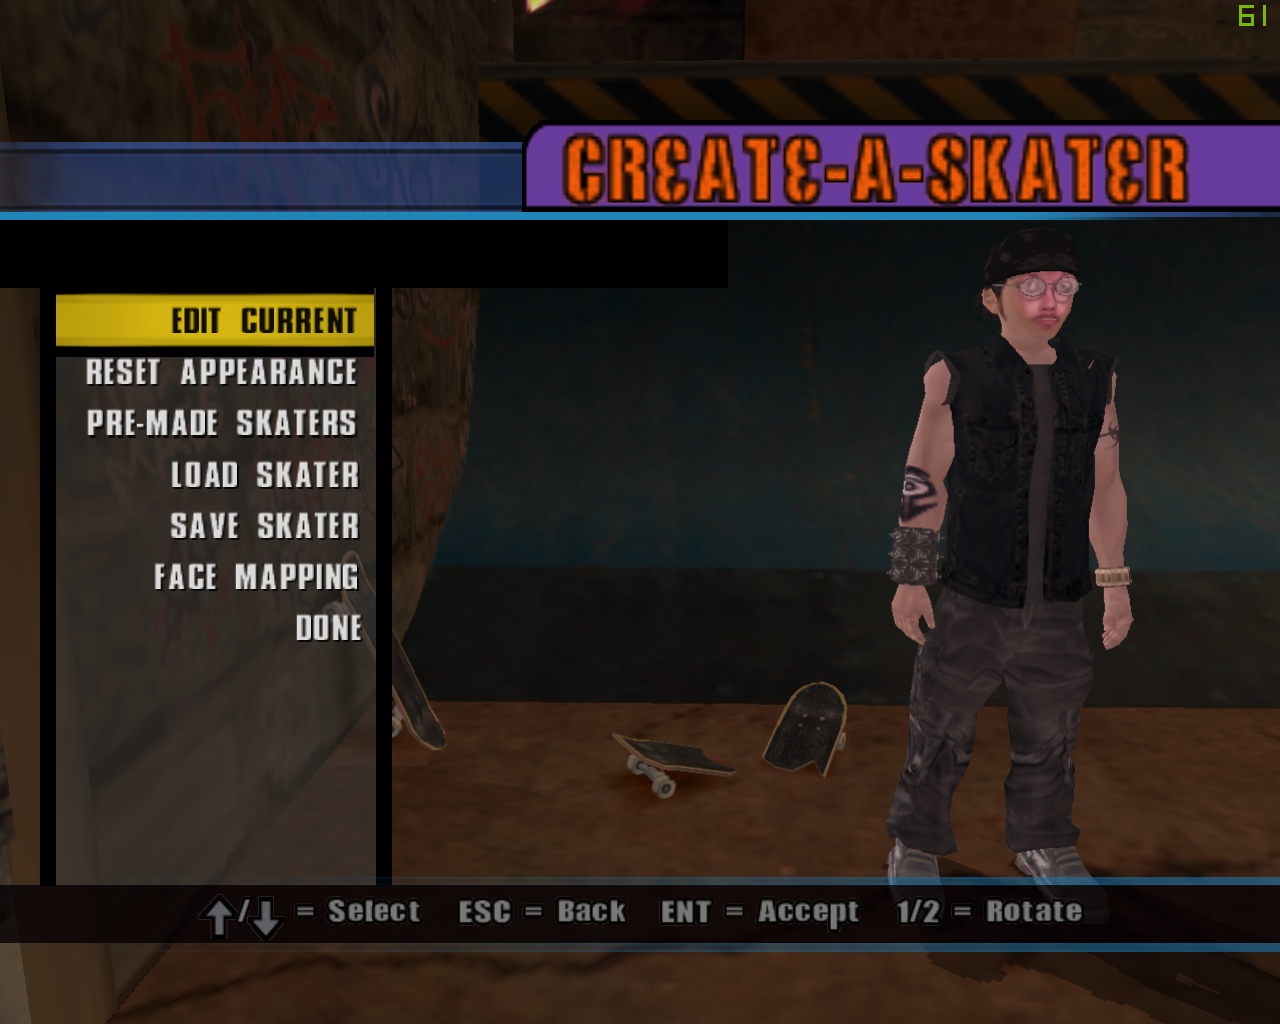 61
CREATE-A-SKATER
EDIT CURRENT
RESET APPEARANCE
PRE-MADE SKATERS
LOAD SKATER
SAVE SKATER
FACE MAPPING
DONE
↑/↓ = Select ESC = Back ENT = Accept 1/2 = Rotate